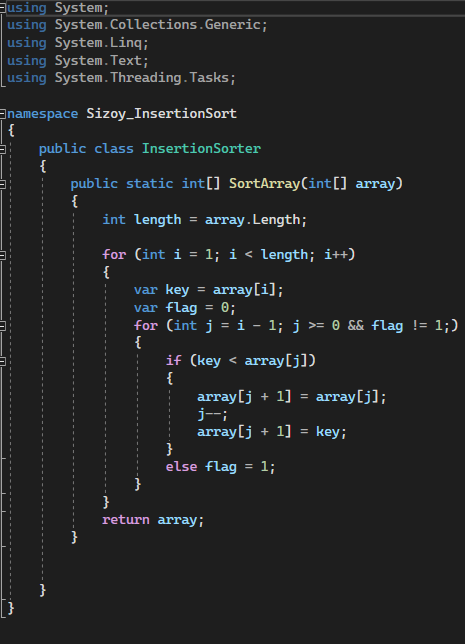 using System;
using System.Collections.Generic;
using System.Linq;
using System.Text;
using System.Threading.Tasks;

namespace Sizoy_InsertionSort
{
    public class InsertionSorter
    {
        public static int[] SortArray(int[] array)
        {
            int length = array.Length;

            for (int i = 1; i < length; i++)
            {
                var key = array[i];
                var flag = 0;
                for (int j = i - 1; j >= 0 && flag != 1;)
                {
                    if (key < array[j])
                    {
                        array[j + 1] = array[j];
                        j--;
                        array[j + 1] = key;
                    }
                    else flag = 1;
                }
            }
            return array;
        }


    }
}